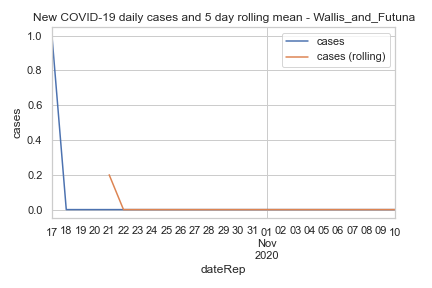 New COVID-19 daily cases and 5 day rolling mean - Wallis_and_Futuna
cases
cases (rolling)
1.0
0.8
0.6
0.4
0.2
0.0
cases
17 18 19 20 21 22 23 24 25 26 27 28 29 30 31 01 02 03 04 05 06 07 08 09 10
Nov
2020
dateRep